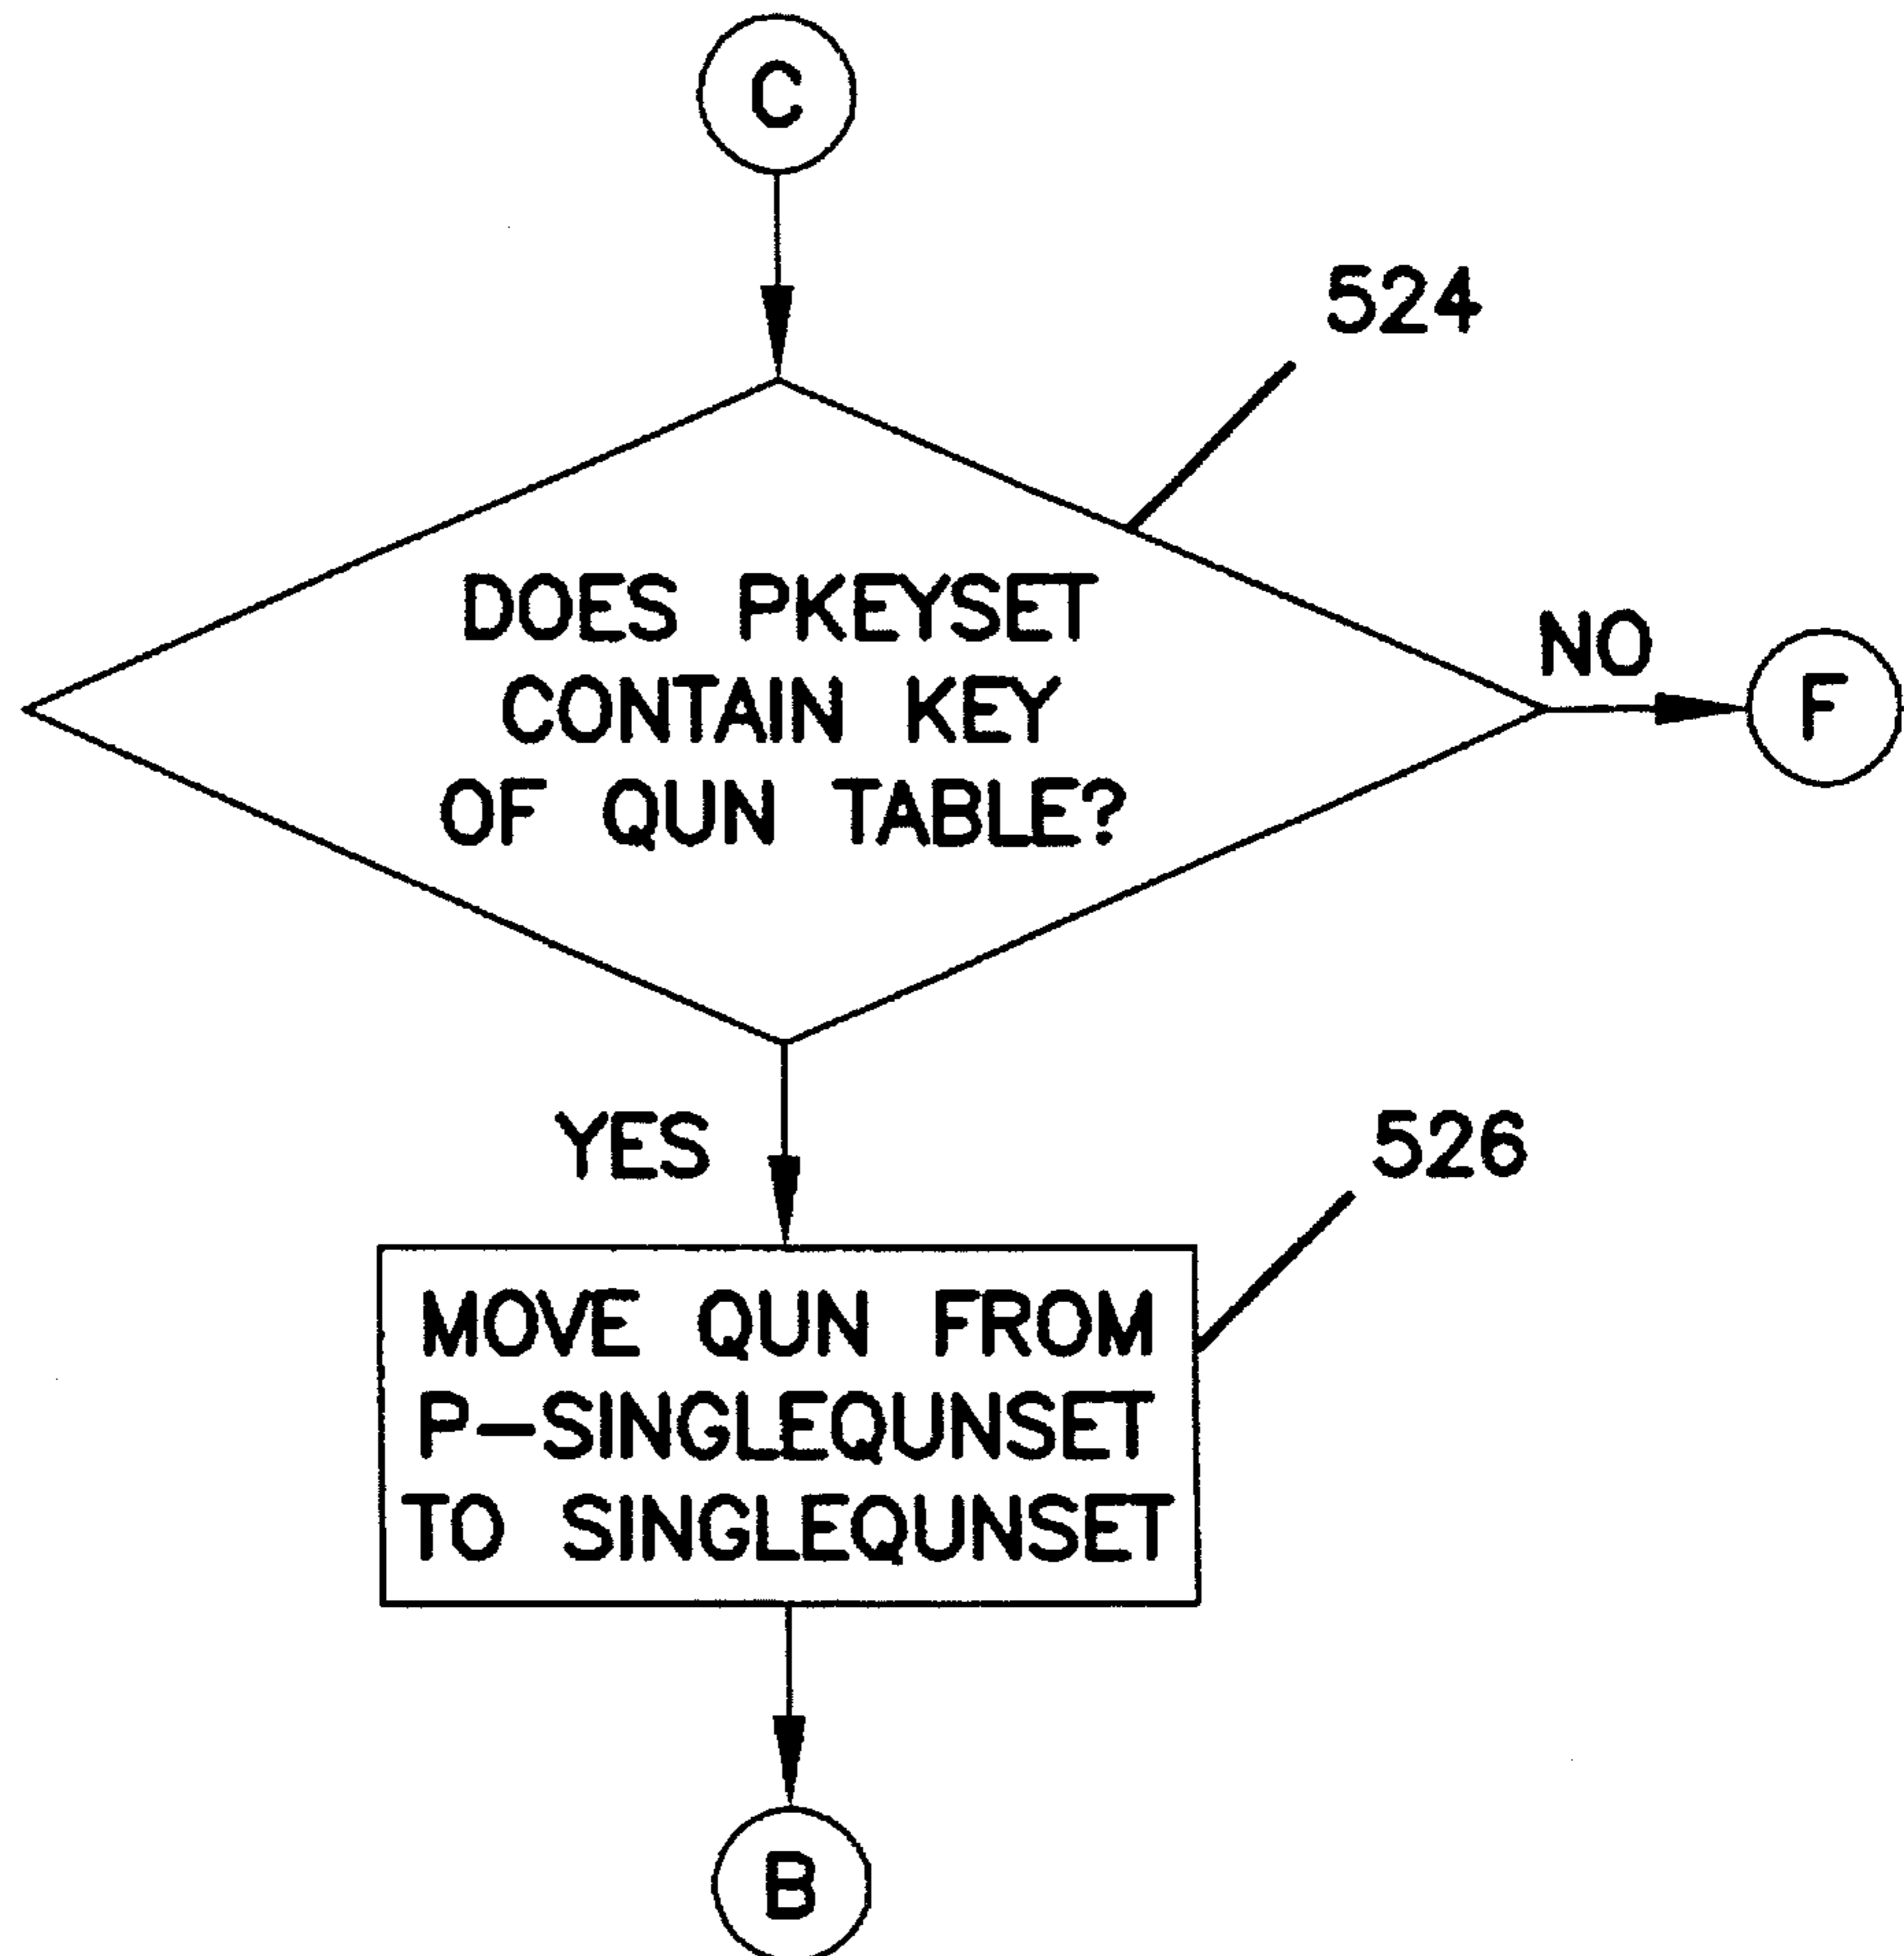 C
524
DOES PKEYSET
CONTAIN KEY
OF QUN TABLE?
NO
F
YES
526
MOVE QUN FROM
P-SINGLEQUNSET
TO SINGLEQUNSET
B